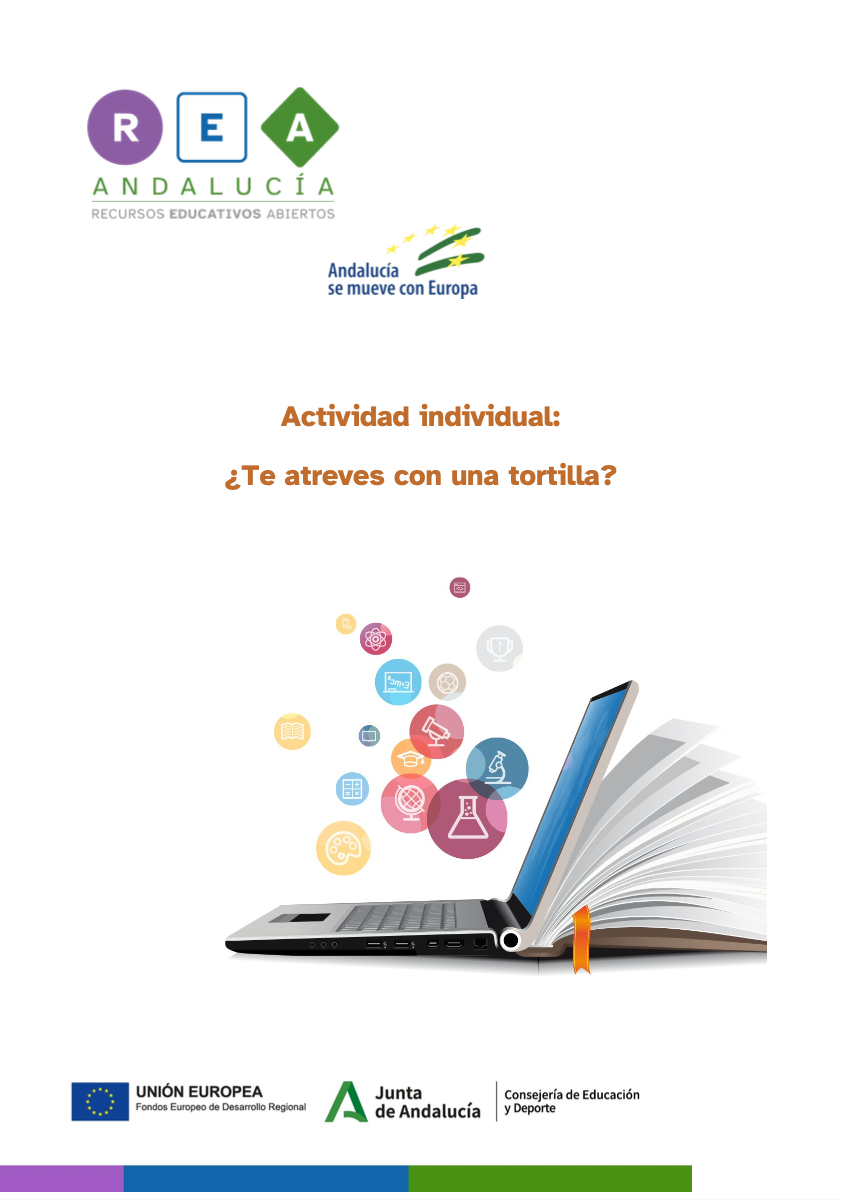 R E A
ANDALUCÍA
RECURSOS EDUCATIVOS ABIERTOS
Andalucía
se mueve con Europa
Actividad individual:
¿Te atreves con una tortilla?
UNIÓN EUROPEA
Fondos Europeo de Desarrollo Regional
Junta
de Andalucía
Consejería de Educación
y Deporte